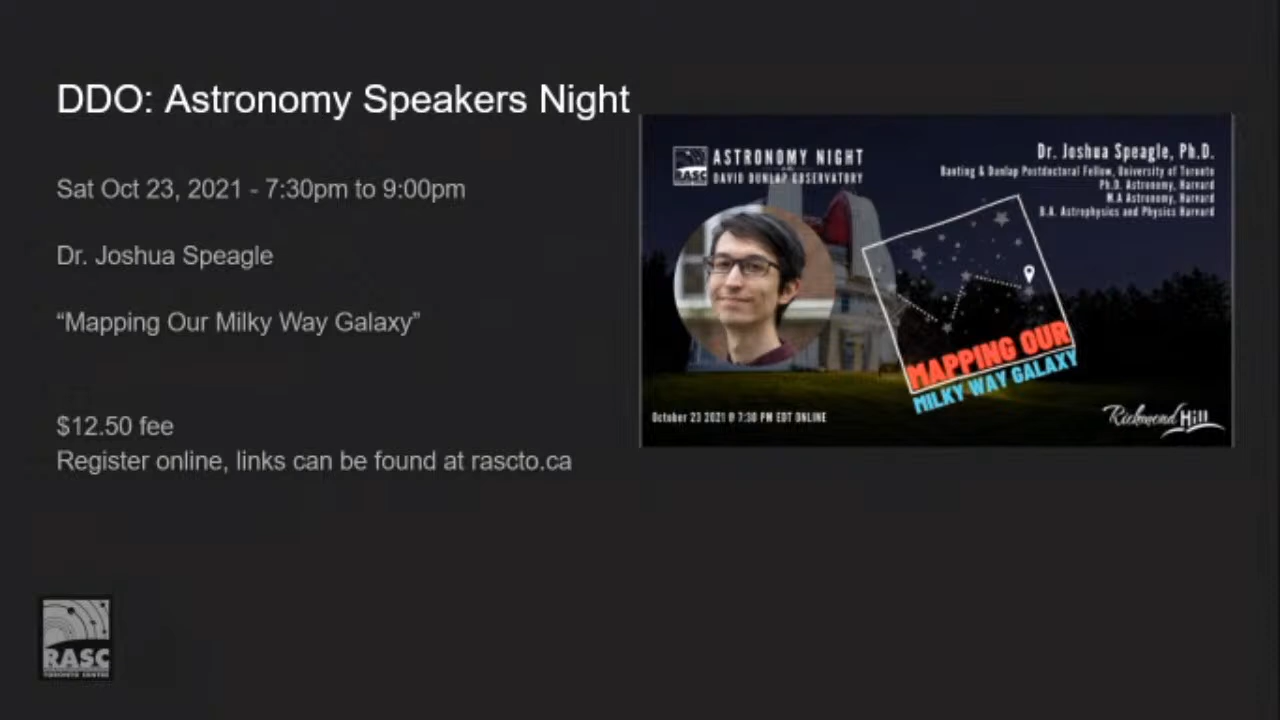 DDO: Astronomy Speakers Night
Sat Oct 23, 2021 - 7:30pm to 9:00pm
Dr. Joshua Speagle
“Mapping Our Milky Way Galaxy”
$12.50 fee
Register online, links can be found at rascto.ca
RASC
ASTRONOMY NIGHT
DAVID DUNLAP OBSERVATORY
Dr. Joshua Speagle, Ph.D.
Banting & Dunlap Postdoctoral Fellow, University of Toronto
Ph.D. Astronomy, Harvard
M.A Astronomy, Harvard
B.A. Astrophysics and Physics Harvard
MAPPING OUR
MILKY WAY GALAXY
October 23 2021 @ 7:30 PM EDT ONLINE
Richmond Hill
RASC
TORONTO CENTRE